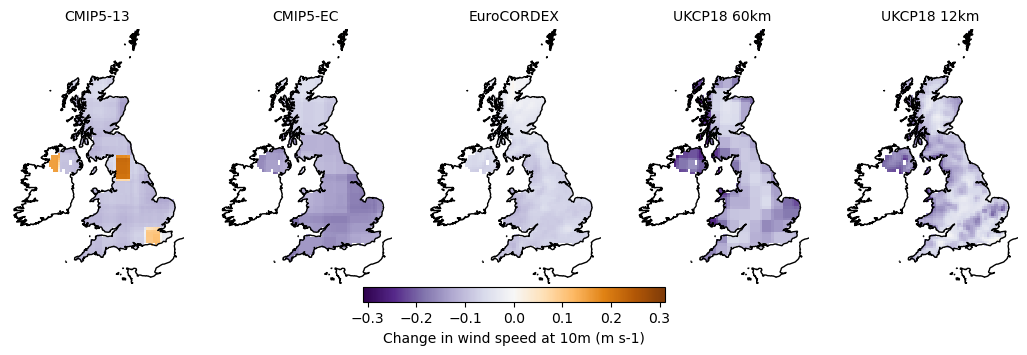 CMIP5-13
CMIP5-EC
EuroCORDEX
UKCP18 60km
UKCP18 12km
−0.3 −0.2 −0.1 0.0 0.1 0.2 0.3
Change in wind speed at 10m (m s-1)